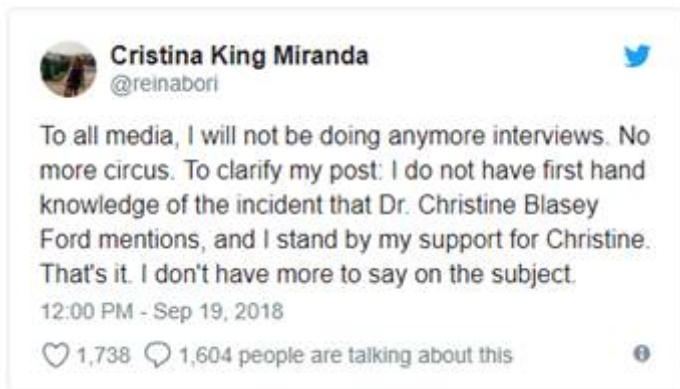 Cristina King Miranda
@reinabori
To all media, I will not be doing anymore interviews. No
more circus. To clarify my post: I do not have first hand
knowledge of the incident that Dr. Christine Blasey
Ford mentions, and I stand by my support for Christine.
That's it. I don't have more to say on the subject.
12:00 PM - Sep 19, 2018
1,738 1,604 people are talking about this